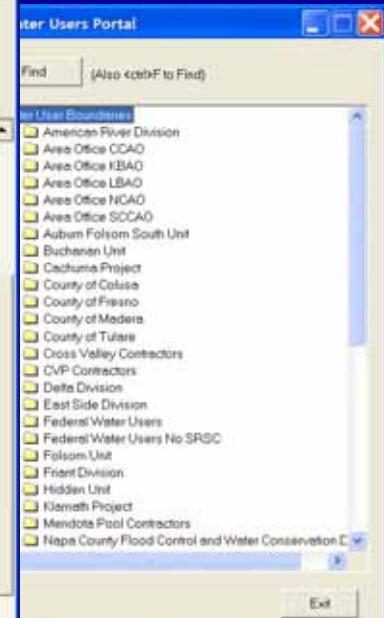 ter Users Portal
Find
(Also <ctrl>F to Find)
ter User Boundaries
American River Division
Area Office CCAO
Area Office KBAO
Area Office LBAO
Area Office NCAO
Area Office SCCAO
Auburn Folsom South Unit
Buchanan Unit
Cachuma Project
County of Colusa
County of Fresno
County of Madera
County of Tulare
Cross Valley Contractors
CVP Contractors
Delta Division
East Side Division
Federal Water Users
Federal Water Users No SRSC
Folsom Unit
Friant Division
Hidden Unit
Klamath Project
Mendota Pool Contractors
Napa County Flood Control and Water Conservation D
Exit